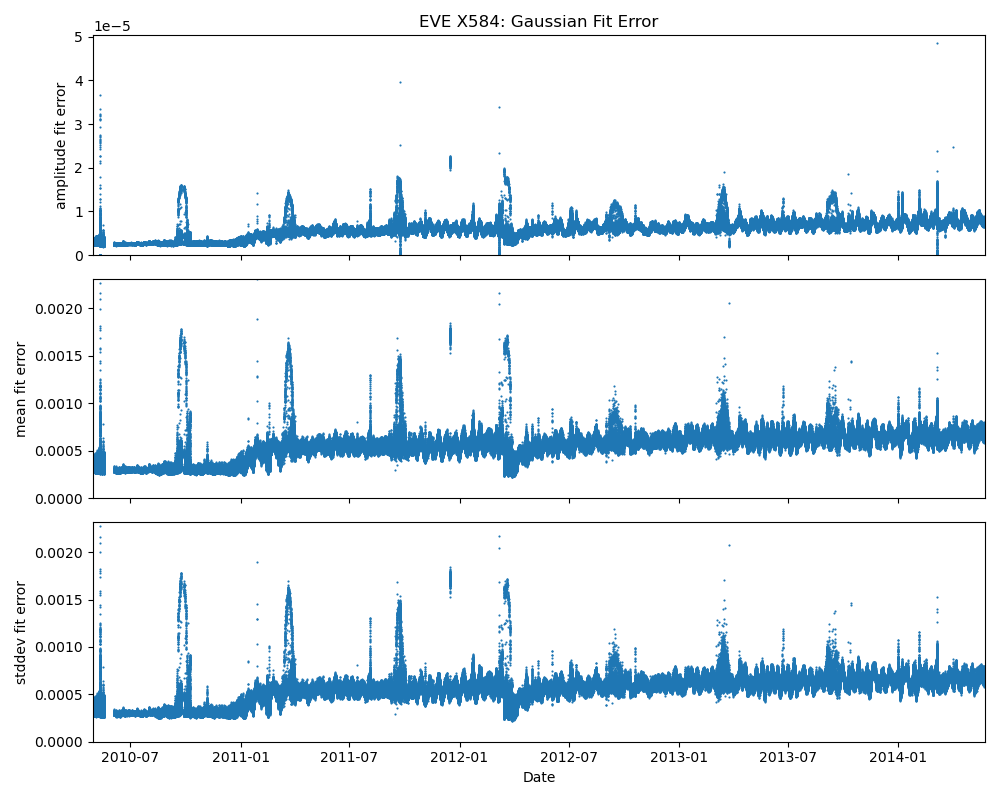 EVE X584: Gaussian Fit Error
1e−5
amplitude fit error
5
4
3
2
1
0
mean fit error
0.0020
0.0015
0.0010
0.0005
0.0000
stddev fit error
0.0020
0.0015
0.0010
0.0005
0.0000
2010-07 2011-01 2011-07 2012-01 2012-07 2013-01 2013-07 2014-01
Date